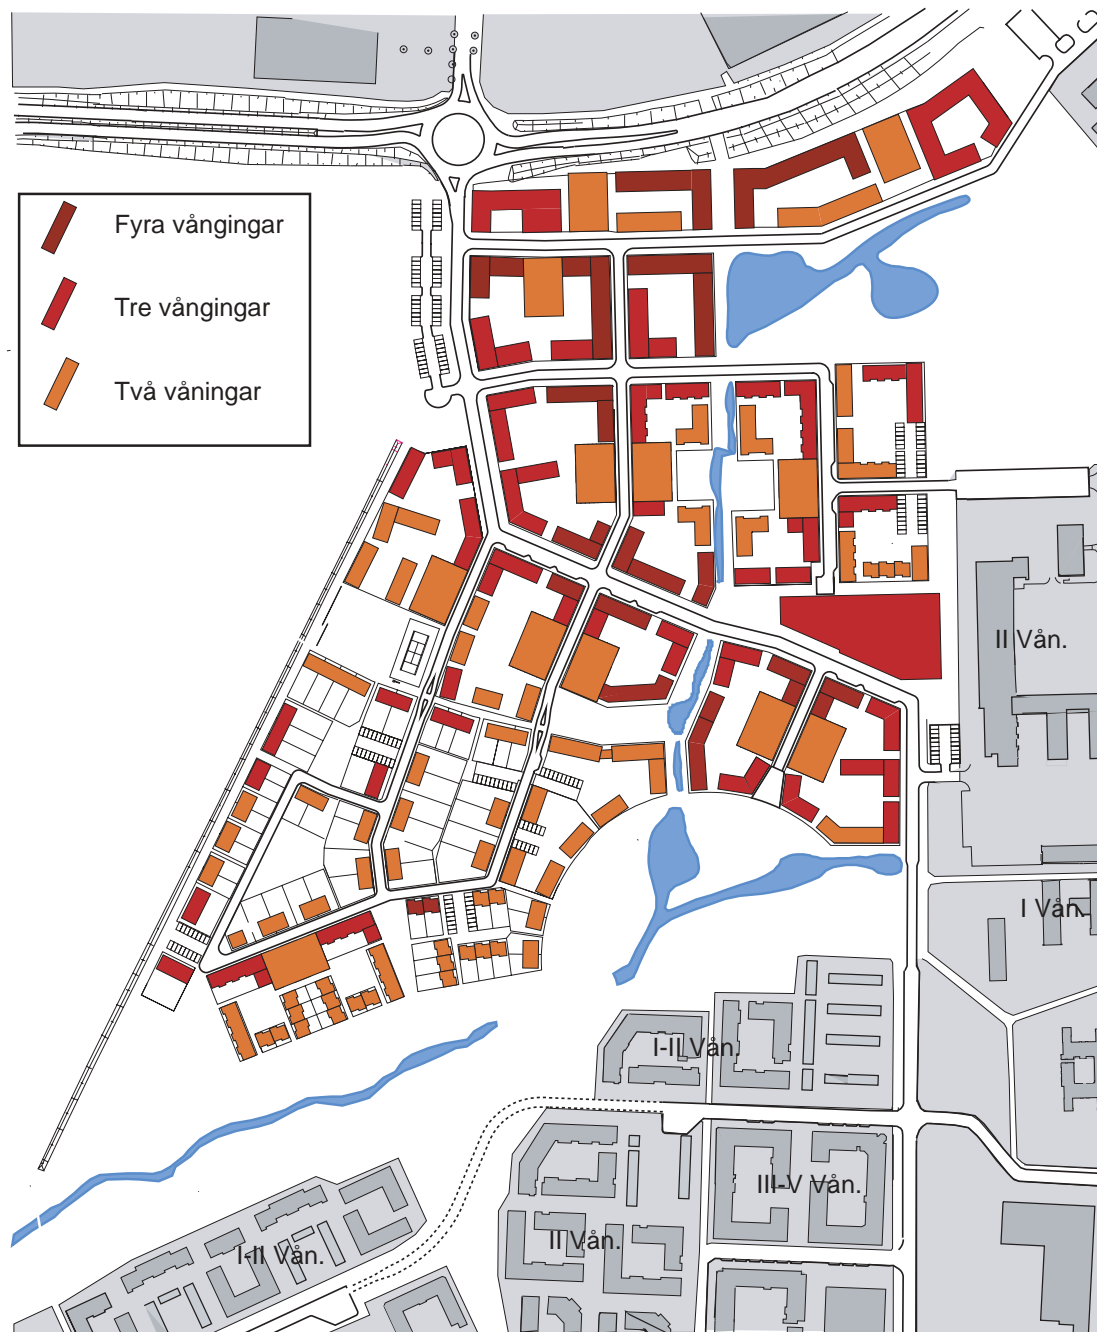 Fyra vångingar
Tre vångingar
Två våningar
II Vån.
I Vån.
I-II Vån.
III-V Vån.
II Vån.
I-II Vån.